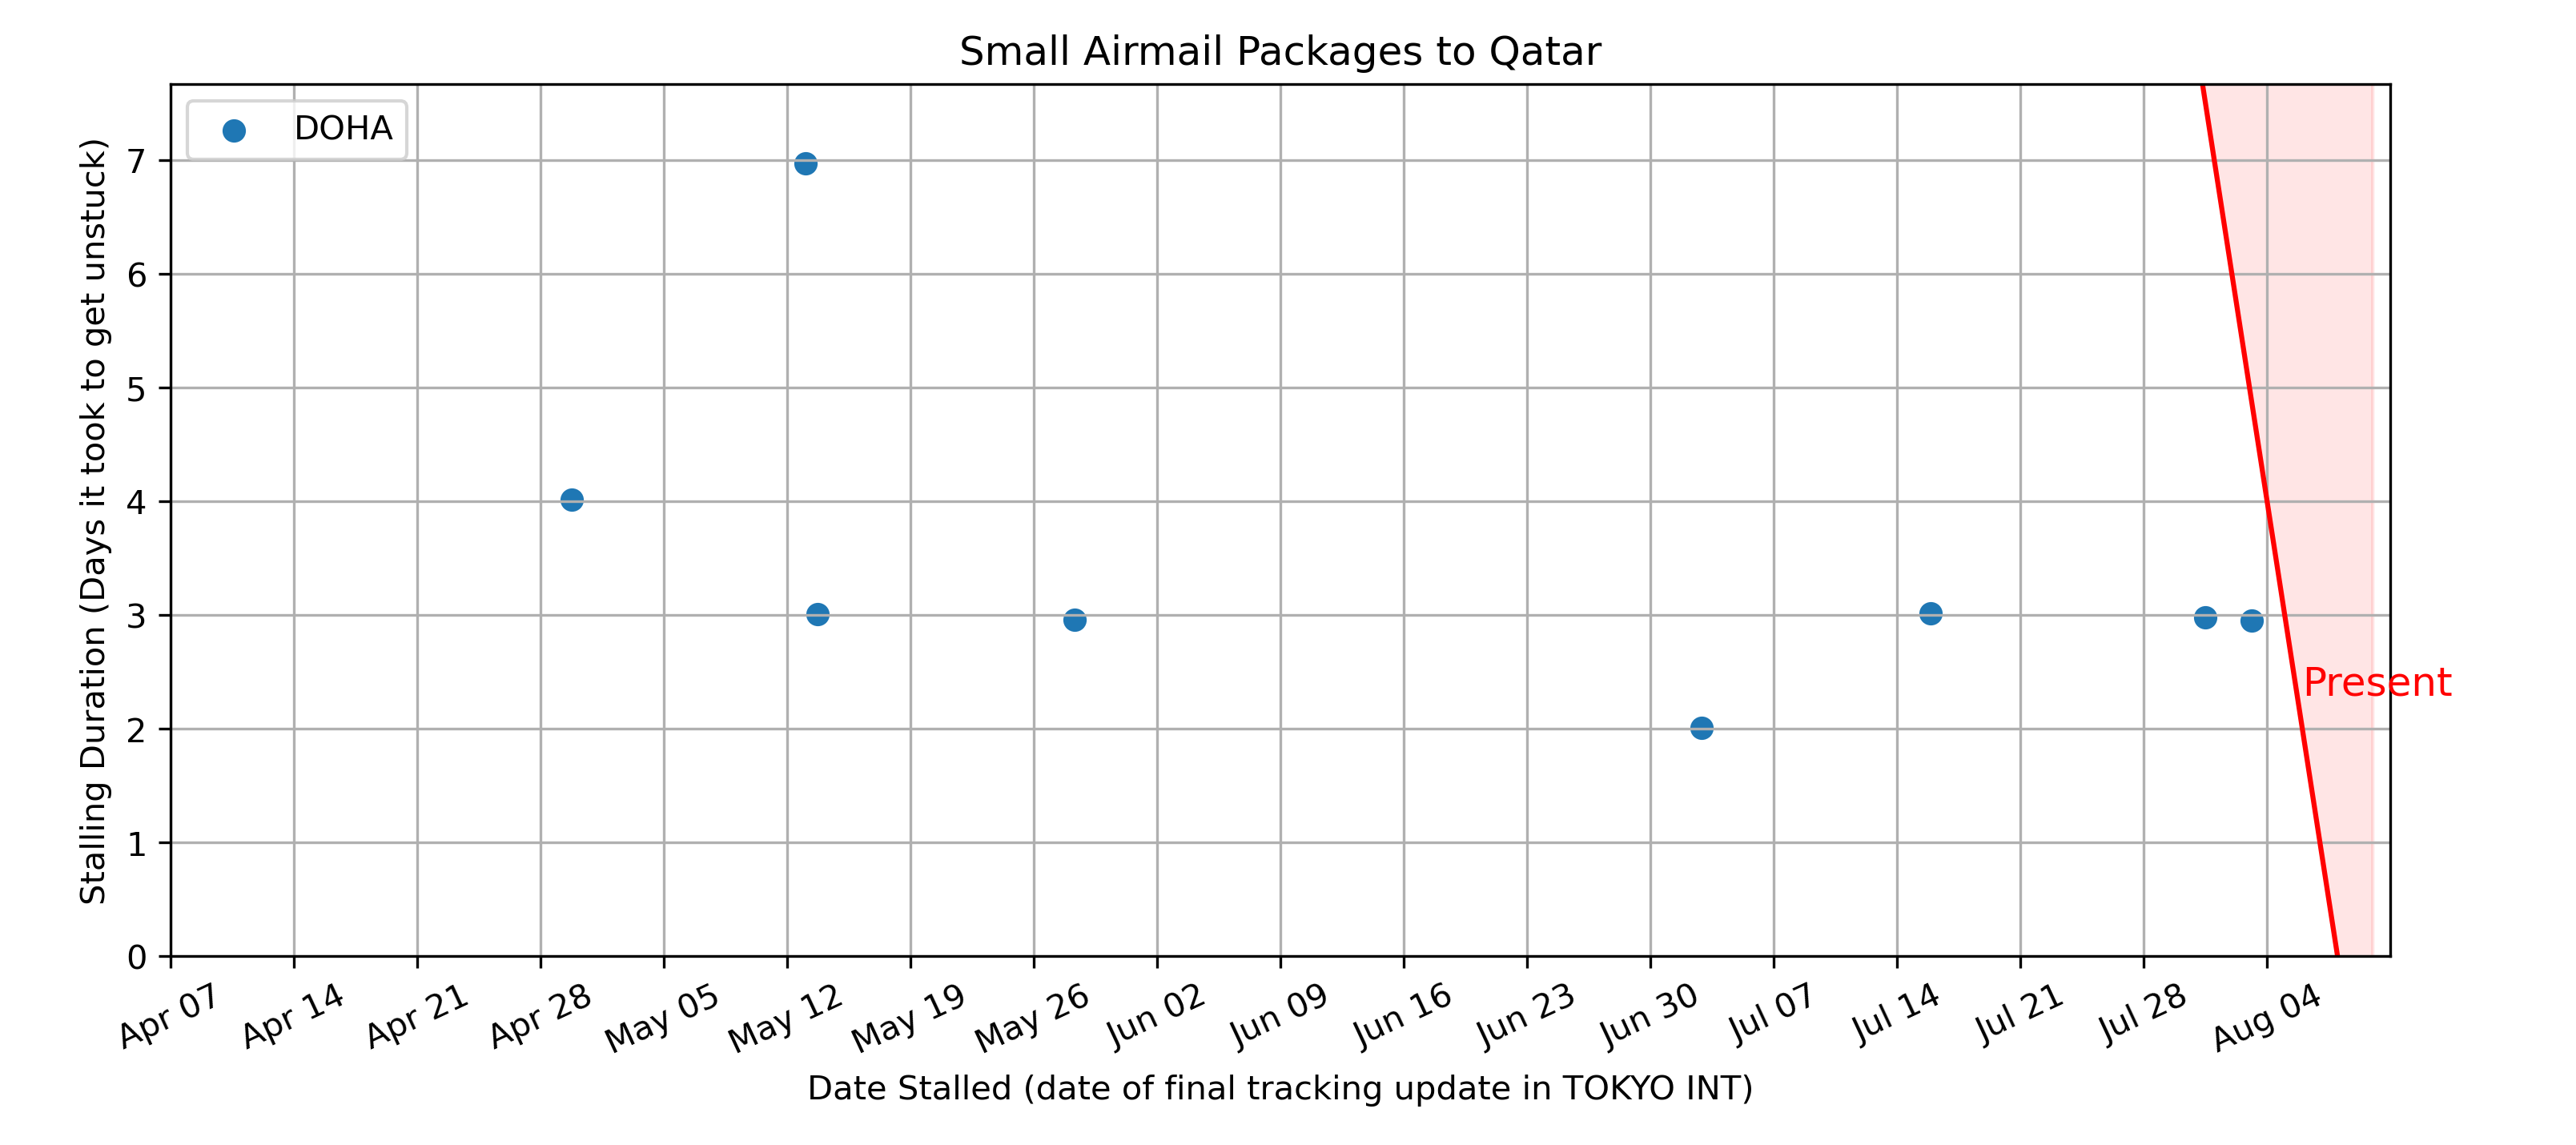 Small Airmail Packages to Qatar
DOHA
Stalling Duration (Days it took to get unstuck)
7
6
5
4
3
2
1
0
Present
Apr 07 Apr 14 Apr 21 Apr 28 May 05 May 12 May 19 May 26 Jun 02 Jun 09 Jun 16 Jun 23 Jun 30 Jul 07 Jul 14 Jul 21 Jul 28 Aug 04
Date Stalled (date of final tracking update in TOKYO INT)